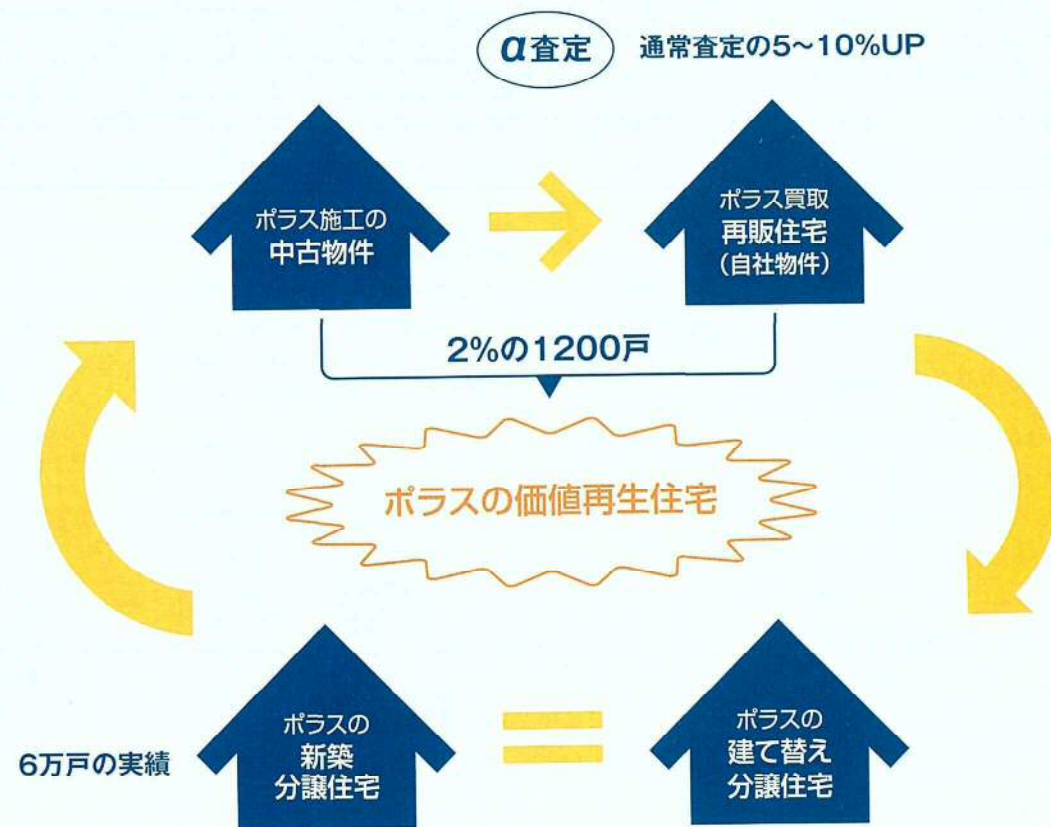 α査定
通常査定の5〜10%UP
ポラス施工の
中古物件
ポラス買取
再販住宅
(自社物件)
2%の1200戸
ポラスの価値再生住宅
6万戸の実績
ポラスの
新築
分譲住宅
ポラスの
建て替え
分譲住宅